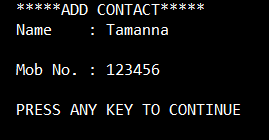 *****ADD CONTACT*****
Name    : Tamanna
Mob No. : 123456
PRESS ANY KEY TO CONTINUE